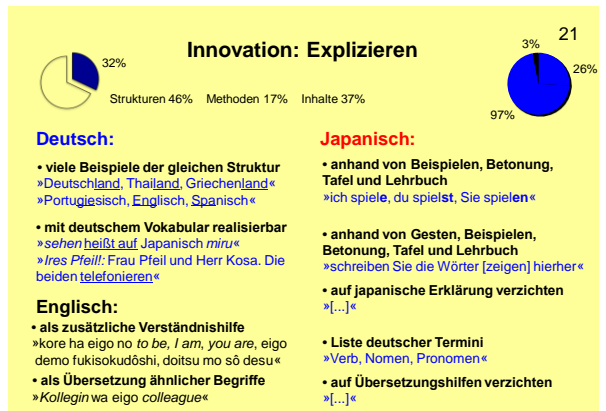 21
Innovation: Explizieren
32%
3%
26%
97%
Strukturen 46% Methoden 17% Inhalte 37%
Deutsch:
• viele Beispiele der gleichen Struktur
»Deutschland, Thailand, Griechenland«
»Portugiesisch, Englisch, Spanisch«
• mit deutschem Vokabular realisierbar
»sehen heißt auf Japanisch miru«
»Ires Pfeil!: Frau Pfeil und Herr Kosa. Die
beiden telefonieren«
Englisch:
• als zusätzliche Verständnishilfe
»kore ha eigo no to be, I am, you are, eigo
demo fukisokudôshi, doitsu mo sô desu«
• als Übersetzung ähnlicher Begriffe
»Kollegin wa eigo colleague«
Japanisch:
• anhand von Beispielen, Betonung,
Tafel und Lehrbuch
»ich spiele, du spielst, Sie spielen«
• anhand von Gesten, Beispielen,
Betonung, Tafel und Lehrbuch
»schreiben Sie die Wörter [zeigen] hierher«
• auf japanische Erklärung verzichten
»[...]«
• Liste deutscher Termini
»Verb, Nomen, Pronomen«
• auf Übersetzungshilfen verzichten
»[...]«